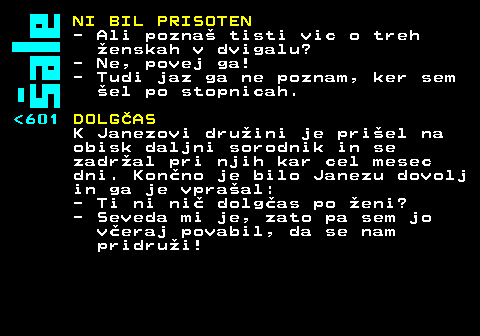 šale
NI BIL PRISOTEN
- Ali poznaš tisti vic o treh
ženskah v dvigalu?
- Ne, povej ga!
- Tudi jaz ga ne poznam, ker sem
šel po stopnicah.
<601 DOLGČAS
K Janezovi družini je prišel na
obisk daljni sorodnik in se
zadržal pri njih kar cel mesec
dni. Končno je bilo Janezu dovolj
in ga je vprašal:
- Ti ni nič dolgčas po ženi?
- Seveda mi je, zato pa sem jo
včeraj povabil, da se nam
pridruži!